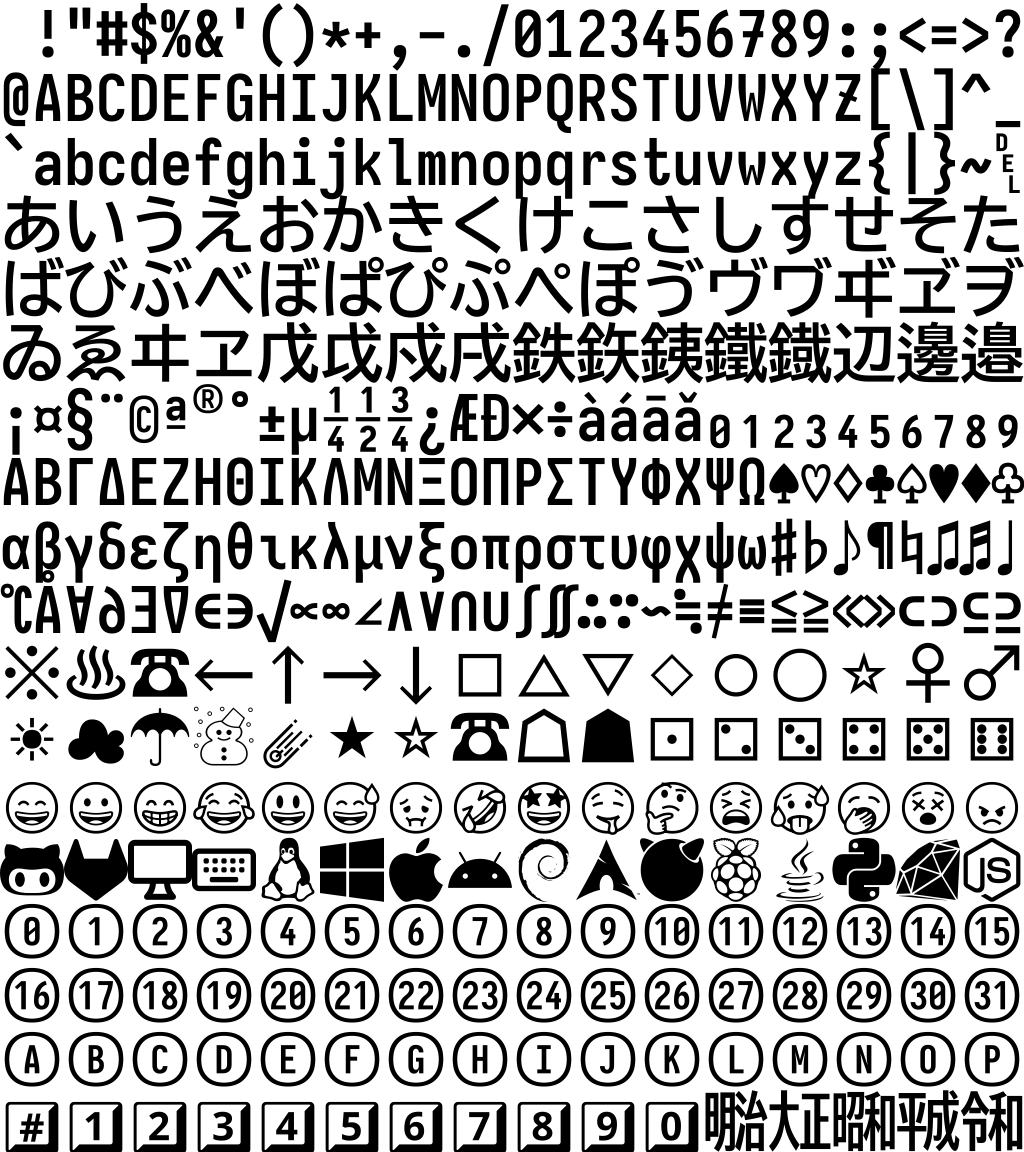 !"#$%&'()*+,-./0123456789:;<=>?
@ABCDEFGHIJKLMNOPQRSTUVWXYZ[\]^_
`abcdefghijklmnopqrstuvwxyz{|}~␡
あいうえおかきくけこさしすせそた
ばびぶべぼぱぴぷぺぽゔヴヷヸヹヺ
ゐゑヰヱ戊戉戍戌鉄鉃銕鐵鐡辺邊邉
¡¤§¨©ª®°±µ¼½¾¿ÆÐ×÷àáāǎ₀₁₂₃₄₅₆₇₈₉
ΑΒΓΔΕΖΗΘΙΚΛΜΝΞΟΠΡΣΤΥΦΧΨΩ♠♡♢♣♤♥♦♧
αβγδεζηθικλμνξοπρστυφχψω♯♭♪¶♮♫♬♩
℃Å∀∂∃∇∈∋√∝∞∠∧∨∩∪∫∬∴∵∽≒≠≡≦≧≪≫⊂⊃⊆⊇
※♨☎←↑→↓□△▽◇○◯☆♀♂
☀☁☂☃☄★☆☎☖☗⚀⚁⚂⚃⚄⚅
😄😀😁😂😃😅🤢🤣🤩🤤🤔😫🥵🥱😵😠
JS
⓪①②③④⑤⑥⑦⑧⑨⑩⑪⑫⑬⑭⑮
⑯⑰⑱⑲⑳㉑㉒㉓㉔㉕㉖㉗㉘㉙㉚㉛
ⒶⒷⒸⒹⒺⒻⒼⒽⒾⒿⓀⓁⓂⓃⓄⓅ
#️⃣1️⃣2️⃣3️⃣4️⃣5️⃣6️⃣7️⃣8️⃣9️⃣0️⃣㍾㍽㍼㍻㋿